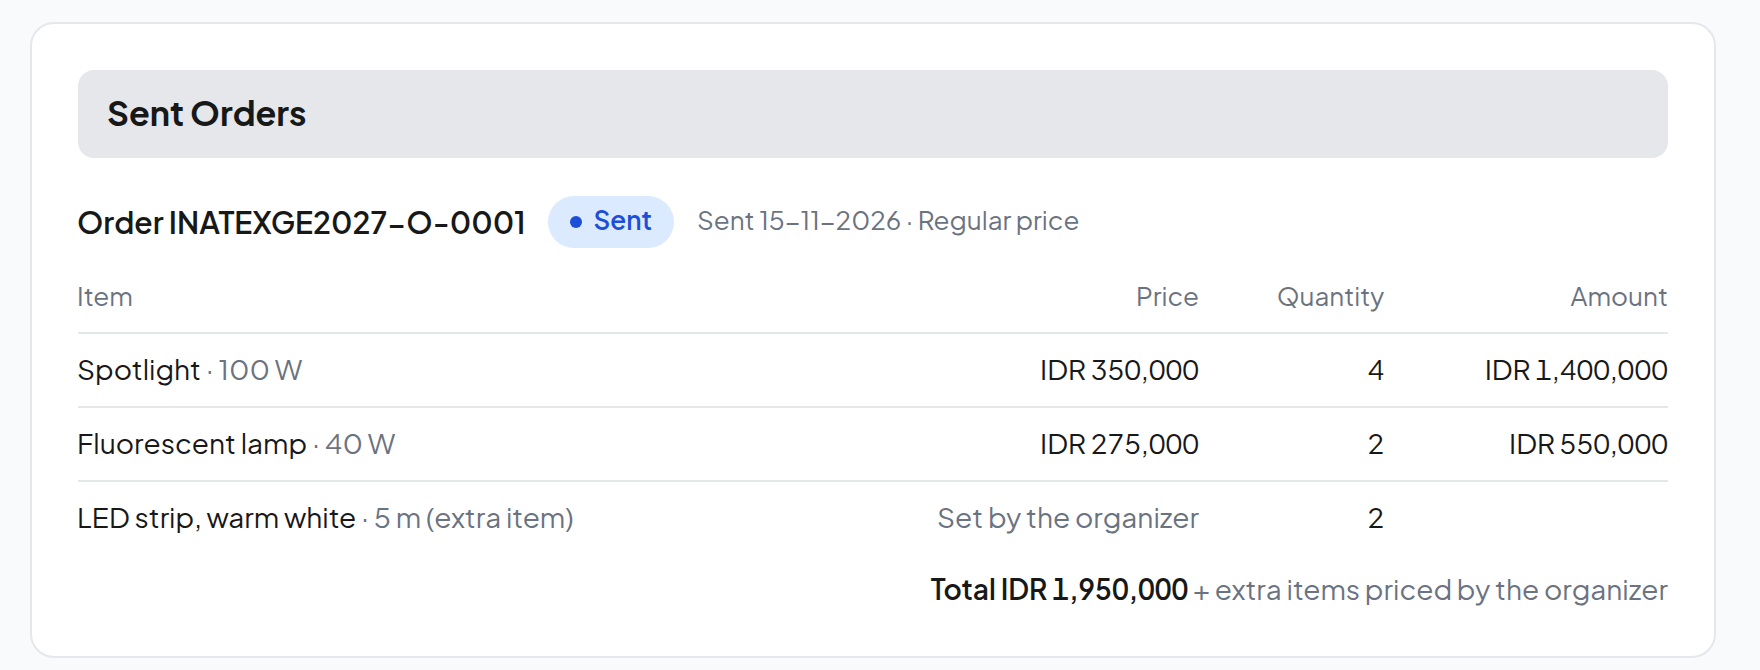 Sent Orders
Order INATEXGE2027-O-0001 Sent Sent 15-11-2026 · Regular price
Item Price Quantity Amount
Spotlight · 100 W IDR 350,000 4 IDR 1,400,000
Fluorescent lamp · 40 W IDR 275,000 2 IDR 550,000
LED strip, warm white · 5 m (extra item) Set by the organizer 2
Total IDR 1,950,000 + extra items priced by the organizer